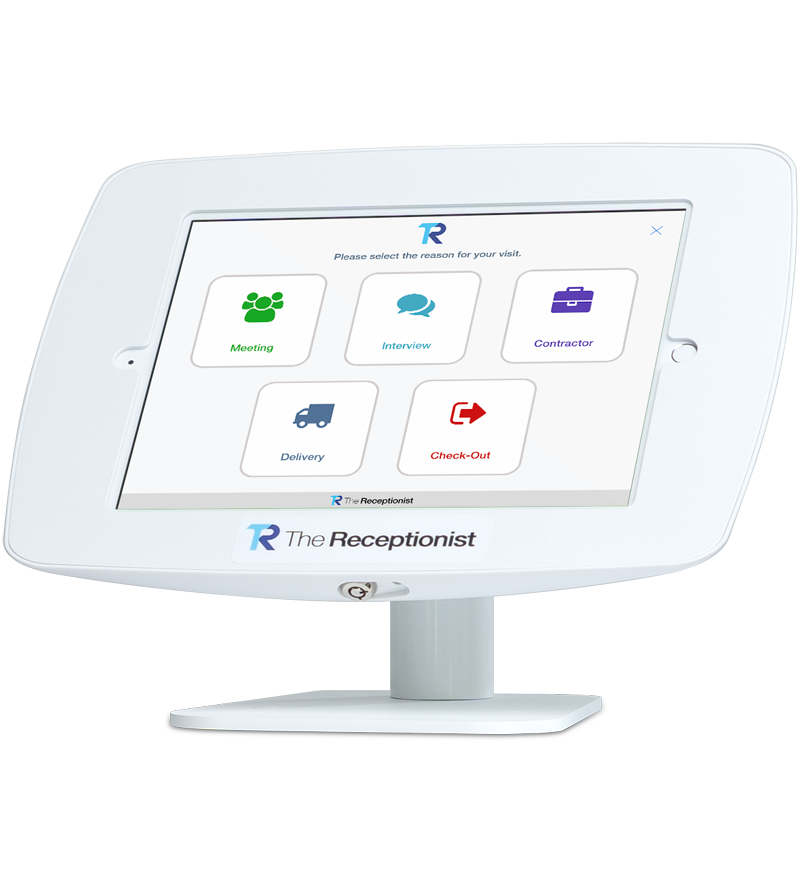 TR
Please select the reason for your visit.
Meeting
Interview
Contractor
Delivery
Check-Out
TR The Receptionist
TR The Receptionist